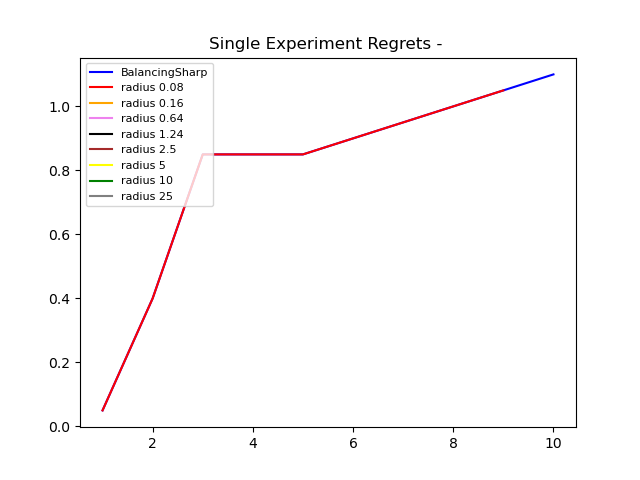 Single Experiment Regrets -
BalancingSharp
radius 0.08
radius 0.16
radius 0.64
radius 1.24
radius 2.5
radius 5
radius 10
radius 25
1.0
0.8
0.6
0.4
0.2
0.0
2 4 6 8 10